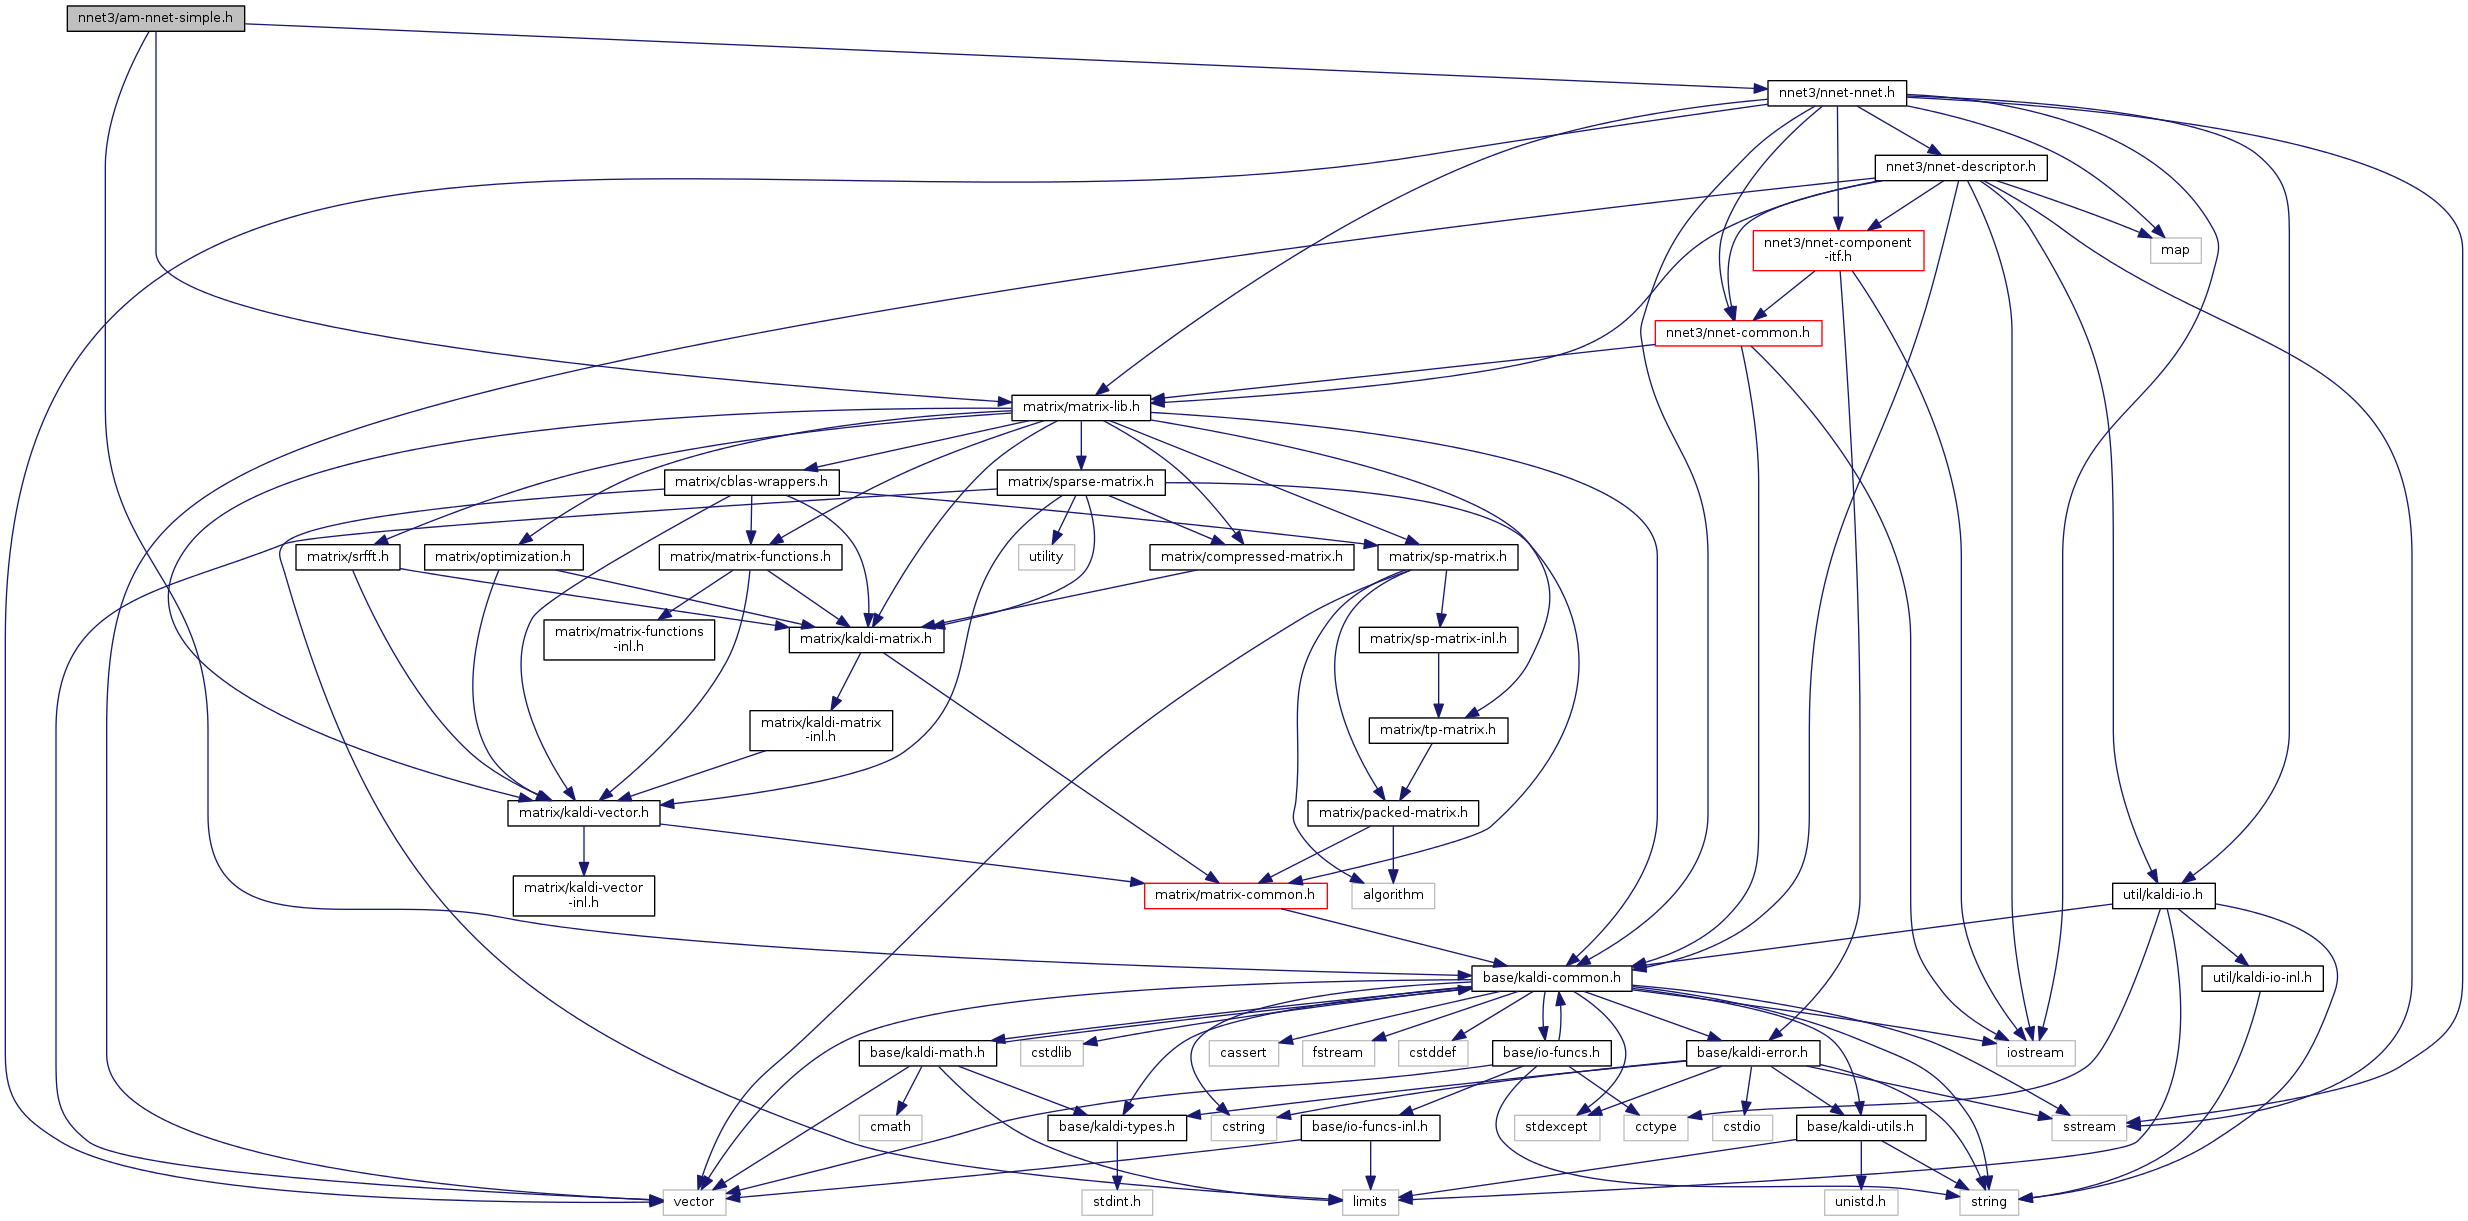 nnet3/am-nnet-simple.h
nnet3/nnet-nnet.h
nnet3/nnet-descriptor.h
nnet3/nnet-component
-itf.h
map
nnet3/nnet-common.h
matrix/matrix-lib.h
matrix/cblas-wrappers.h
matrix/sparse-matrix.h
matrix/srfft.h
matrix/optimization.h
matrix/matrix-functions.h
utility
matrix/compressed-matrix.h
matrix/sp-matrix.h
matrix/matrix-functions
-inl.h
matrix/kaldi-matrix.h
matrix/sp-matrix-inl.h
matrix/kaldi-matrix
-inl.h
matrix/tp-matrix.h
matrix/kaldi-vector.h
matrix/packed-matrix.h
matrix/kaldi-vector
-inl.h
matrix/matrix-common.h
algorithm
util/kaldi-io.h
base/kaldi-common.h
util/kaldi-io-inl.h
base/kaldi-math.h
cstdlib
cassert
fstream
cstddef
base/io-funcs.h
base/kaldi-error.h
iostream
cmath
base/kaldi-types.h
cstring
base/io-funcs-inl.h
stdexcept
cctype
cstdio
base/kaldi-utils.h
sstream
vector
stdint.h
limits
unistd.h
string